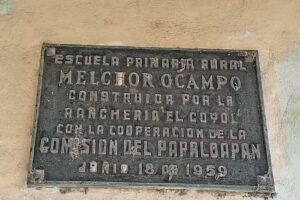 ESCUELA PRIMARIA RURAL
MELCHOR OCAMPO
CONSTRUIDA POR LA
RANCHERIA EL COYOL
CON LA COOPERACION DE LA
COMISION DEL PAPALOAPAN
JUNIO 18 DE 1959